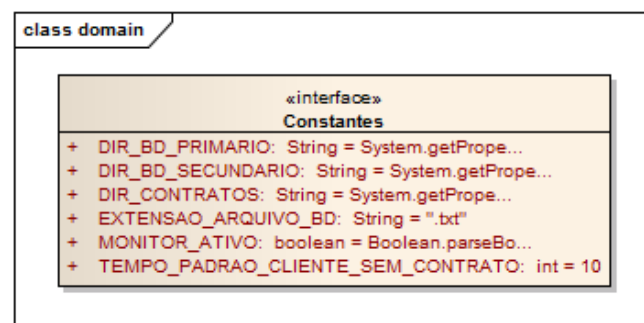 class domain
«interface»
Constantes
+ DIR_BD_PRIMARIO: String = System.getPrope...
+ DIR_BD_SECUNDARIO: String = System.getPrope...
+ DIR_CONTRATOS: String = System.getPrope...
+ EXTENSAO_ARQUIVO_BD: String = ".txt"
+ MONITOR_ATIVO: boolean = Boolean.parseBo...
+ TEMPO_PADRAO_CLIENTE_SEM_CONTRATO: int = 10